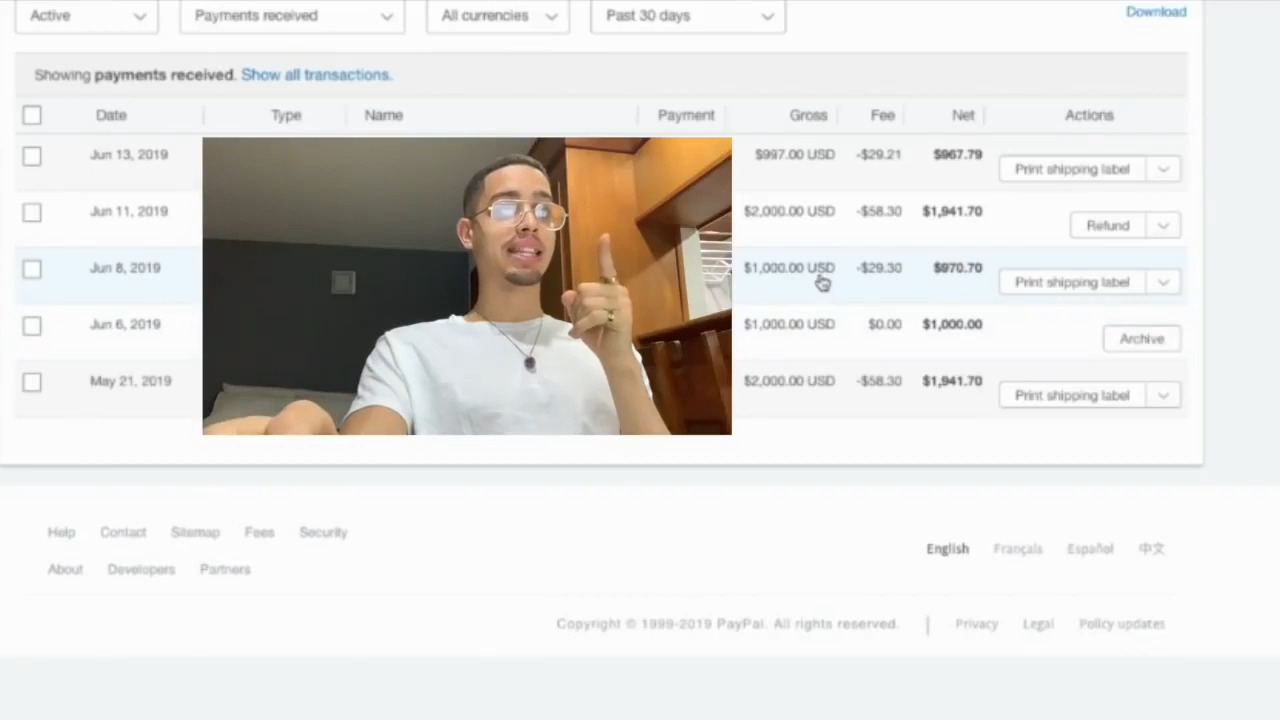 Active Payments received All currencies Past 30 days Download
Showing payments received. Show all transactions.
Date Type Name Payment Gross Fee Net Actions
Jun 13, 2019 $997.00 USD -$29.21 $967.79 Print shipping label
Jun 11, 2019 $2,000.00 USD -$58.30 $1,941.70 Refund
Jun 8, 2019 $1,000.00 USD -$29.30 $970.70 Print shipping label
Jun 6, 2019 $1,000.00 USD $0.00 $1,000.00 Archive
May 21, 2019 $2,000.00 USD -$58.30 $1,941.70 Print shipping label
Help Contact Sitemap Fees Security
English Français Español 中文
About Developers Partners
Copyright © 1999-2019 PayPal. All rights reserved. | Privacy Legal Policy updates